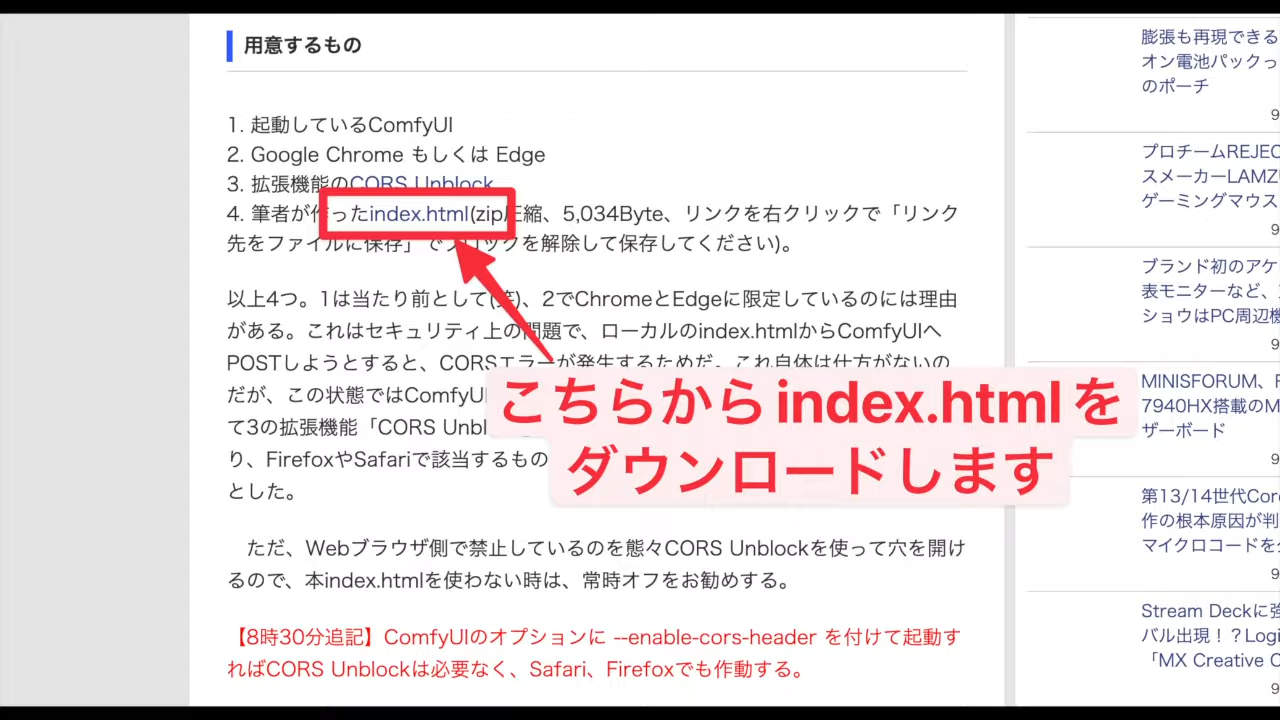 用意するもの
1. 起動しているComfyUI
2. Google Chrome もしくは Edge
3. 拡張機能のCORS Unblock
4. 筆者が作ったindex.html(zip圧縮、5,034Byte、リンクを右クリックで「リンク
先をファイルに保存」でブロックを解除して保存してください)。
以上4つ。1は当たり前として(笑)、2でChromeとEdgeに限定しているのには理由
がある。これはセキュリティ上の問題で、ローカルのindex.htmlからComfyUIへ
POSTしようとすると、CORSエラーが発生するためだ。これ自体は仕方がないの
だが、この状態ではComfyUI
て3の拡張機能「CORS Unbl
り、FirefoxやSafariで該当するもの
とした。
こちらからindex.htmlを
ダウンロードします
ただ、Webブラウザ側で禁止しているのを態々CORS Unblockを使って穴を開け
るので、本index.htmlを使わない時は、常時オフをお勧めする。
【8時30分追記】ComfyUIのオプションに --enable-cors-header を付けて起動す
ればCORS Unblockは必要なく、Safari、Firefoxでも作動する。
膨張も再現できる
オン電池パックっ
のポーチ
9
プロチームREJEC
スメーカーLAMZ
ゲーミングマウス
9
ブランド初のアケ
表モニターなど、
ショウはPC周辺機
9
MINISFORUM、
7940HX搭載のM
ザーボード
9
第13/14世代Cor
作の根本原因が判
マイクロコードを
9
Stream Deckに強
バル出現！？Logi
「MX Creative C
9